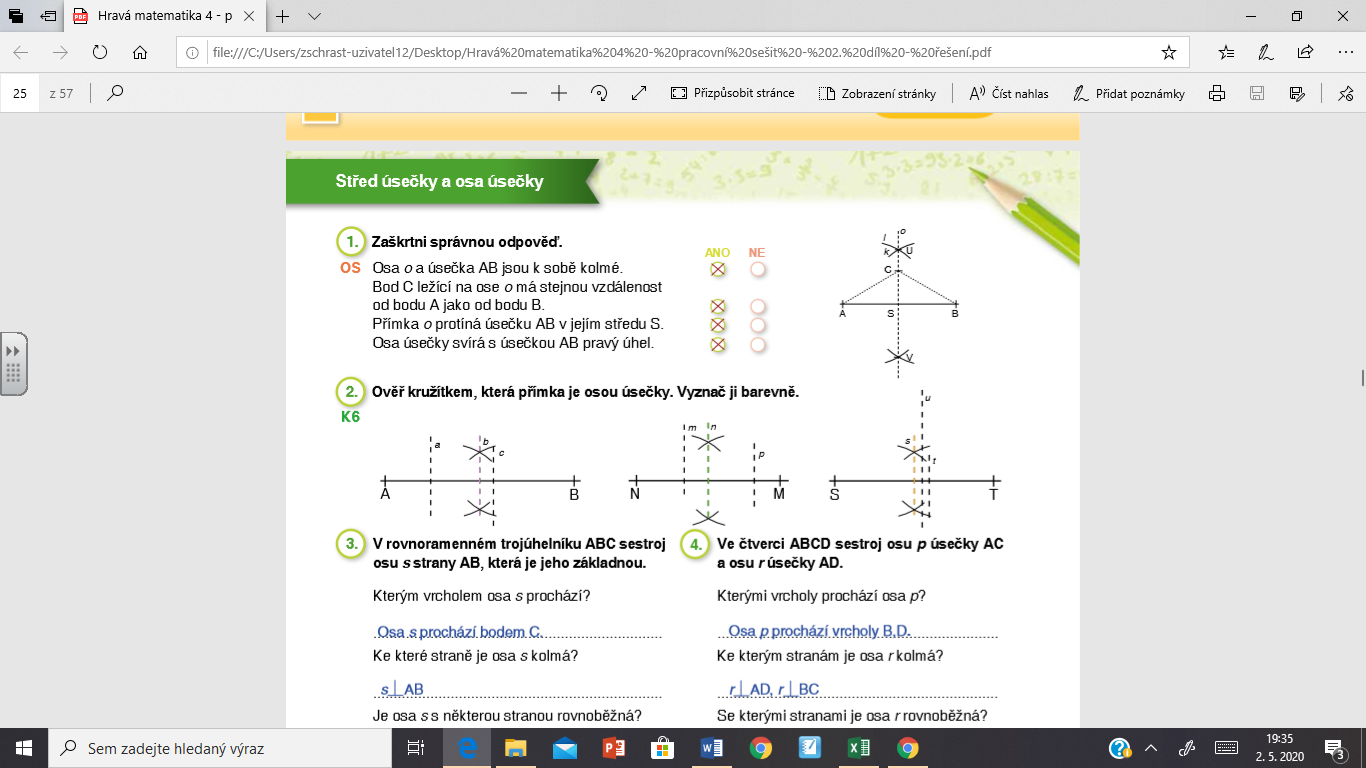 Hravá matematika 4 - p
file:///C:/Users/zschrast-uzivatel12/Desktop/Hravá%20matematika%204%20-%20pracovní%20sešit%20-%202.%20díl%20-%20řešení.pdf
25 z 57
Přizpůsobit stránce
Zobrazení stránky
Číst nahlas
Přidat poznámky
Střed úsečky a osa úsečky
1. Zaškrtni správnou odpověď.
ANO NE
OS Osa o a úsečka AB jsou k sobě kolmé.
Bod C ležící na ose o má stejnou vzdálenost
od bodu A jako od bodu B.
Přímka o protíná úsečku AB v jejím středu S.
Osa úsečky svírá s úsečkou AB pravý úhel.
o
l
k U
C
A S B
V
2. Ověř kružítkem, která přímka je osou úsečky. Vyznač ji barevně.
K6
a b c
A B
m n p
N M
u s t
S T
3. V rovnoramenném trojúhelníku ABC sestroj
osu s strany AB, která je jeho základnou.
Kterým vrcholem osa s prochází?
Osa s prochází bodem C.
Ke které straně je osa s kolmá?
s⊥AB
Je osa s s některou stranou rovnoběžná?
4. Ve čtverci ABCD sestroj osu p úsečky AC
a osu r úsečky AD.
Kterými vrcholy prochází osa p?
Osa p prochází vrcholy B,D.
Ke kterým stranám je osa r kolmá?
r⊥AD, r⊥BC
Se kterými stranami je osa r rovnoběžná?
Sem zadejte hledaný výraz
19:35
2. 5. 2020
3